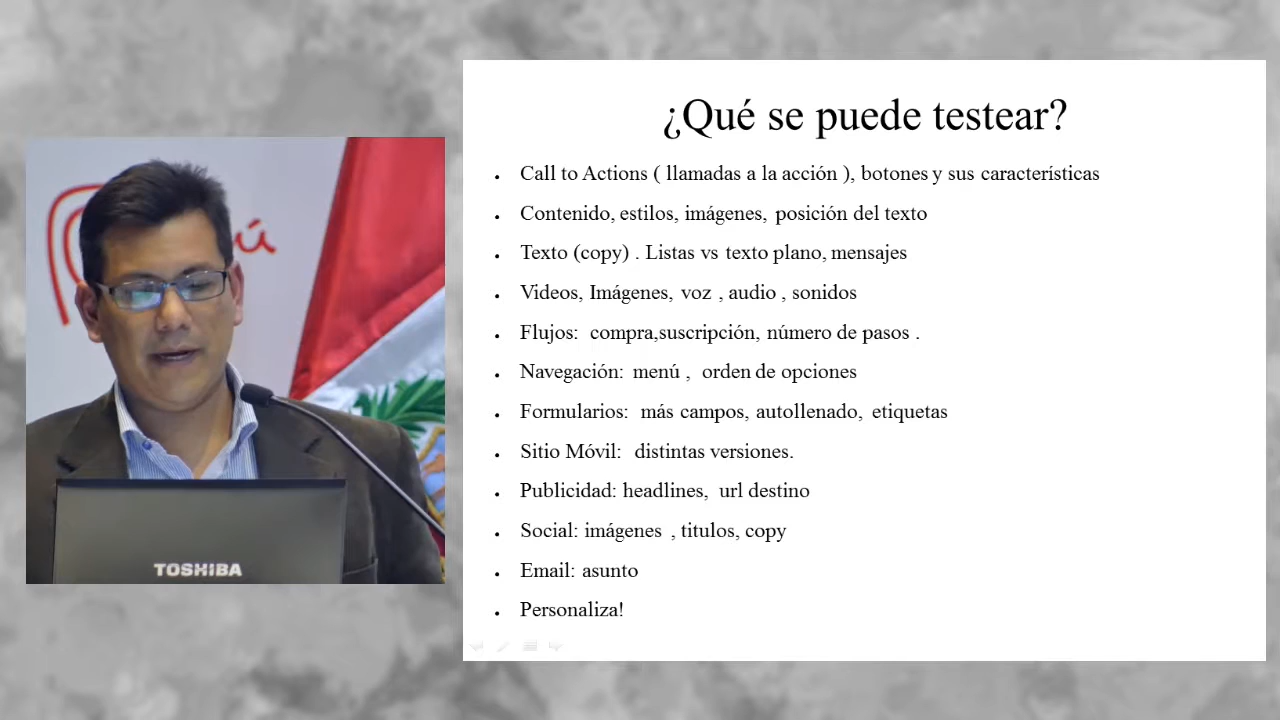 ú
TOSHIBA
¿Qué se puede testear?
• Call to Actions ( llamadas a la acción ), botones y sus características
• Contenido, estilos, imágenes, posición del texto
• Texto (copy) . Listas vs texto plano, mensajes
• Videos, Imágenes, voz , audio , sonidos
• Flujos: compra,suscripción, número de pasos .
• Navegación: menú , orden de opciones
• Formularios: más campos, autollenado, etiquetas
• Sitio Móvil: distintas versiones.
• Publicidad: headlines, url destino
• Social: imágenes , titulos, copy
• Email: asunto
• Personaliza!